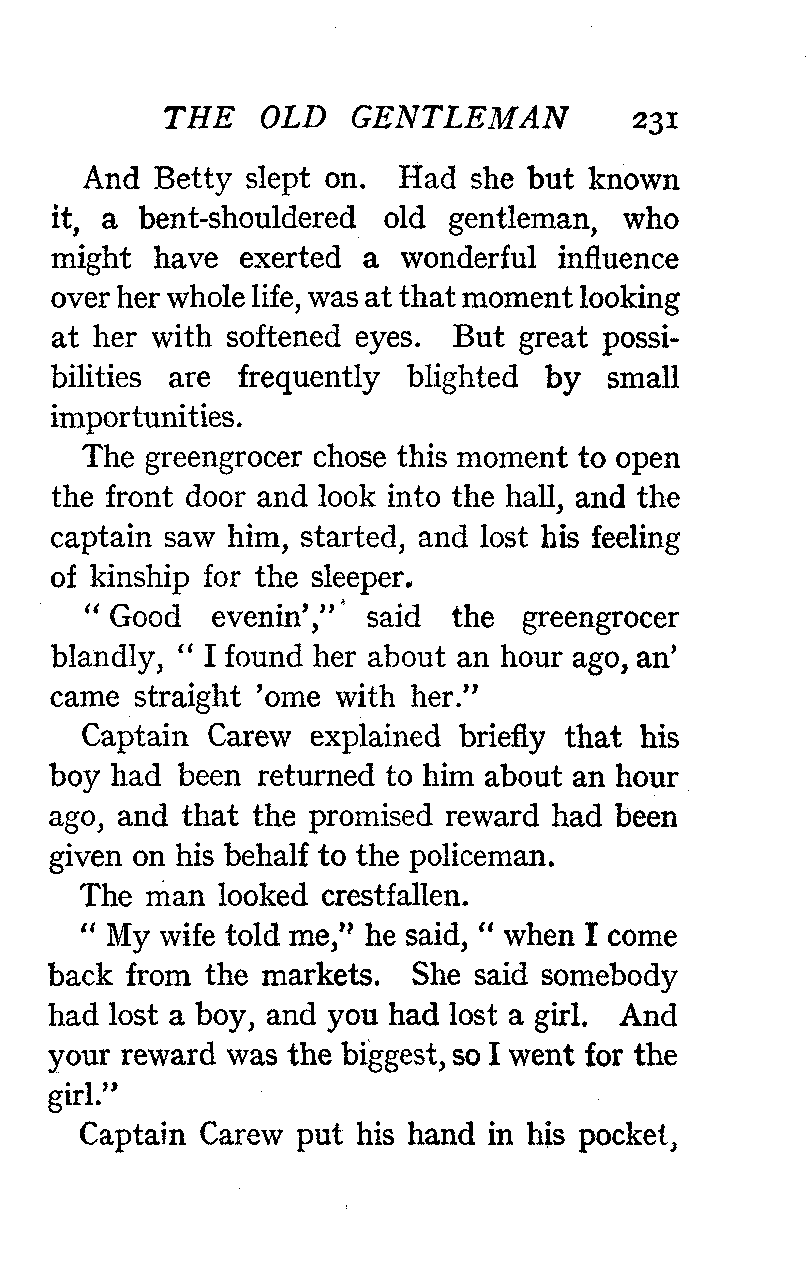 THE OLD GENTLEMAN 231
And Betty slept on. Had she but known
it, a bent-shouldered old gentleman, who
might have exerted a wonderful influence
over her whole life, was at that moment looking
at her with softened eyes. But great possi-
bilities are frequently blighted by small
importunities.
The greengrocer chose this moment to open
the front door and look into the hall, and the
captain saw him, started, and lost his feeling
of kinship for the sleeper.
“ Good evenin’,” said the greengrocer
blandly, “ I found her about an hour ago, an’
came straight ’ome with her.”
Captain Carew explained briefly that his
boy had been returned to him about an hour
ago, and that the promised reward had been
given on his behalf to the policeman.
The man looked crestfallen.
“ My wife told me,” he said, “ when I come
back from the markets. She said somebody
had lost a boy, and you had lost a girl. And
your reward was the biggest, so I went for the
girl.”
Captain Carew put his hand in his pocket,